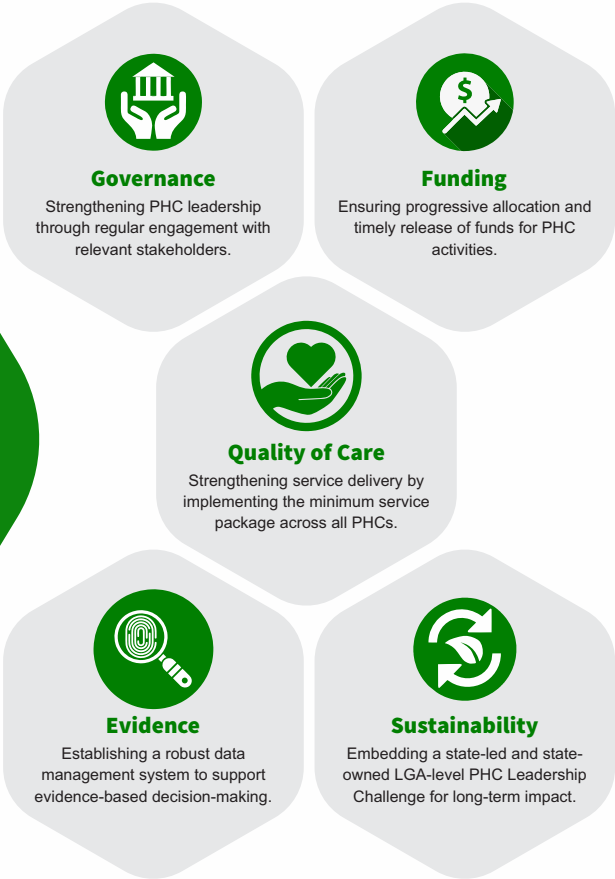 $
Governance
Strengthening PHC leadership
through regular engagement with
relevant stakeholders.
Funding
Ensuring progressive allocation and
timely release of funds for PHC
activities.
Quality of Care
Strengthening service delivery by
implementing the minimum service
package across all PHCs.
Evidence
Establishing a robust data
management system to support
evidence-based decision-making.
Sustainability
Embedding a state-led and state-
owned LGA-level PHC Leadership
Challenge for long-term impact.